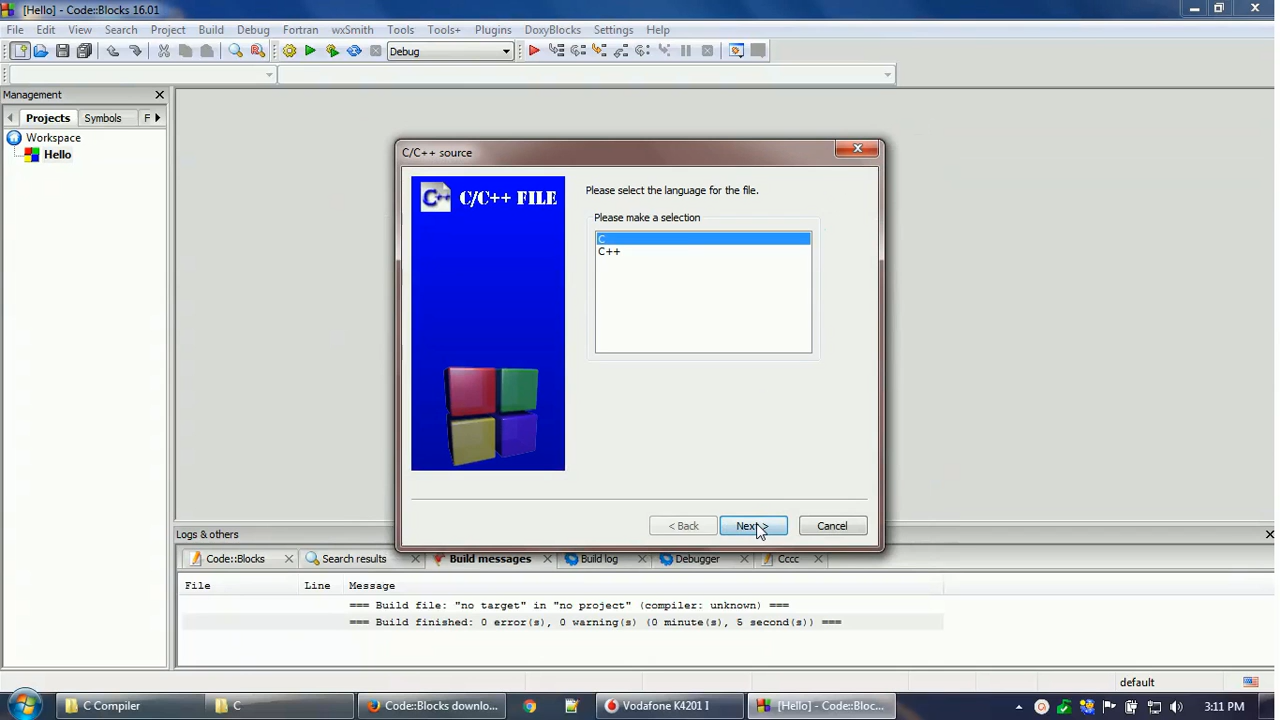 [Hello] - Code::Blocks 16.01
File Edit View Search Project Build Debug Fortran wxSmith Tools Tools+ Plugins DoxyBlocks Settings Help
Debug
Management
Projects Symbols F
Workspace
Hello
C/C++ source
C/C++ FILE
Please select the language for the file.
Please make a selection
C
C++
< Back Next > Cancel
Logs & others
Code::Blocks Search results Build messages Build log Debugger Cccc
File Line Message
=== Build file: "no target" in "no project" (compiler: unknown) ===
=== Build finished: 0 error(s), 0 warning(s) (0 minute(s), 5 second(s)) ===
default
C Compiler C Code::Blocks downlo... Vodafone K4201 I [Hello] - Code::Bloc... 3:11 PM